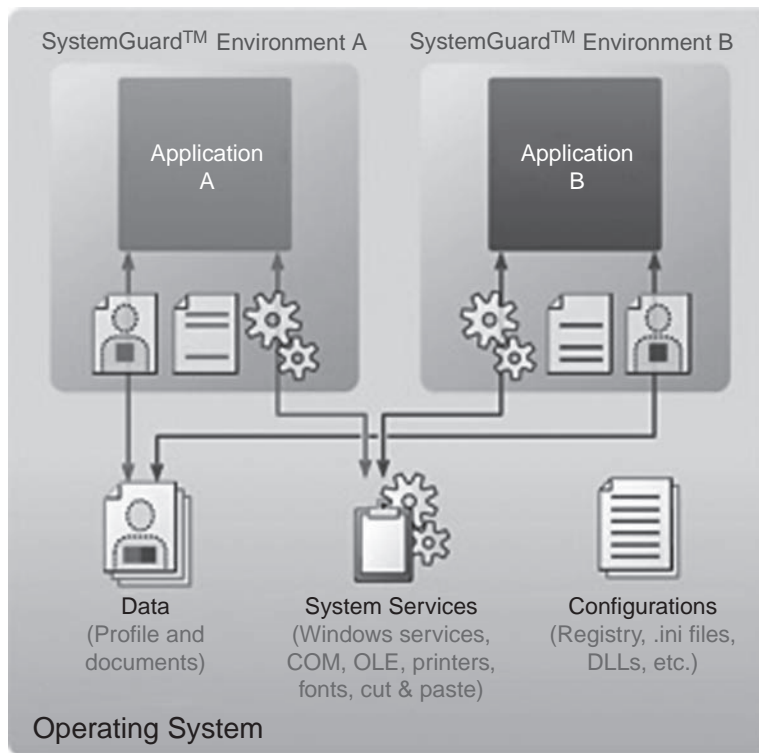 SystemGuard™ Environment A
SystemGuard™ Environment B
Application
A
Application
B
Data
(Profile and
documents)
System Services
(Windows services,
COM, OLE, printers,
fonts, cut & paste)
Configurations
(Registry, .ini files,
DLLs, etc.)
Operating System